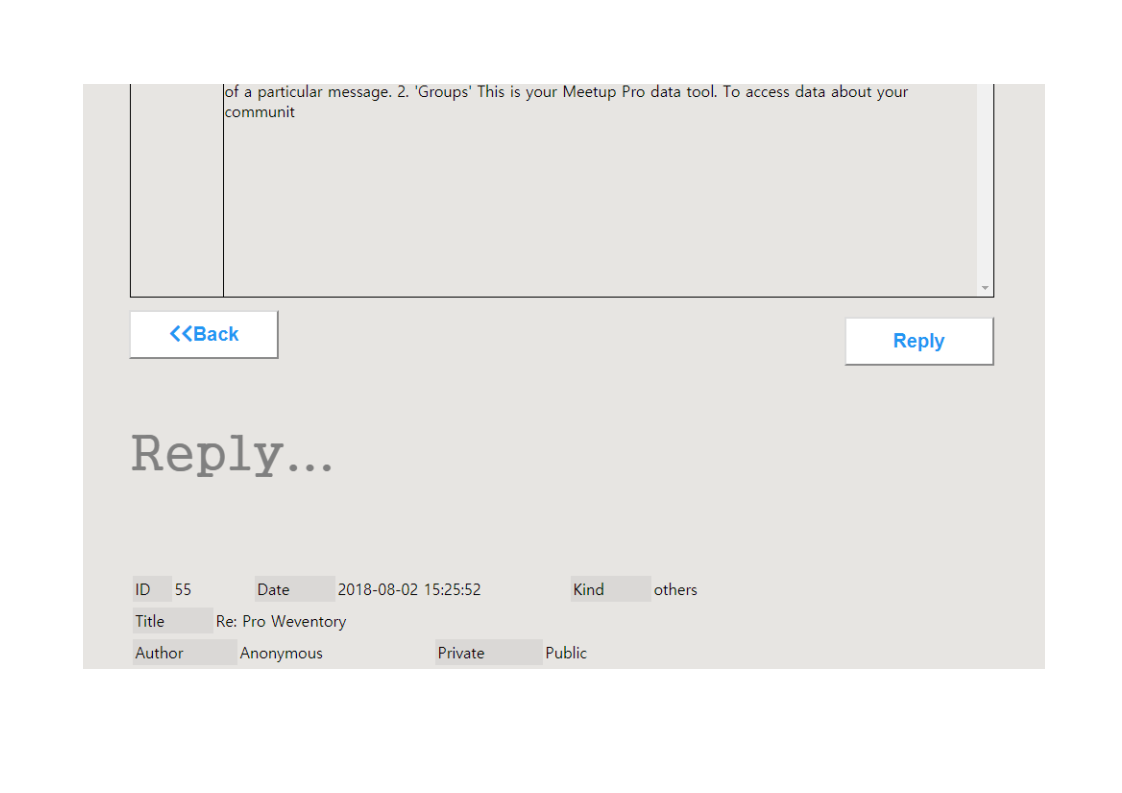 of a particular message. 2. 'Groups' This is your Meetup Pro data tool. To access data about your
communit
<<Back
Reply
Reply...
ID 55 Date 2018-08-02 15:25:52 Kind others
Title Re: Pro Weventory
Author Anonymous Private Public